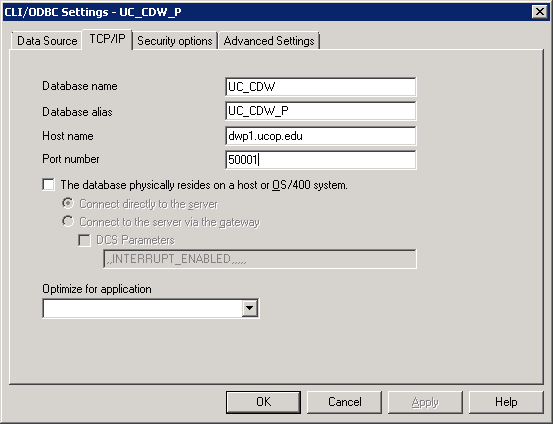 CLI/ODBC Settings - UC_CDW_P
Data Source TCP/IP Security options Advanced Settings
Database name UC_CDW
Database alias UC_CDW_P
Host name dwp1.ucop.edu
Port number 50001
The database physically resides on a host or OS/400 system.
Connect directly to the server
Connect to the server via the gateway
DCS Parameters
,,INTERRUPT_ENABLED,,,,,
Optimize for application
OK Cancel Apply Help